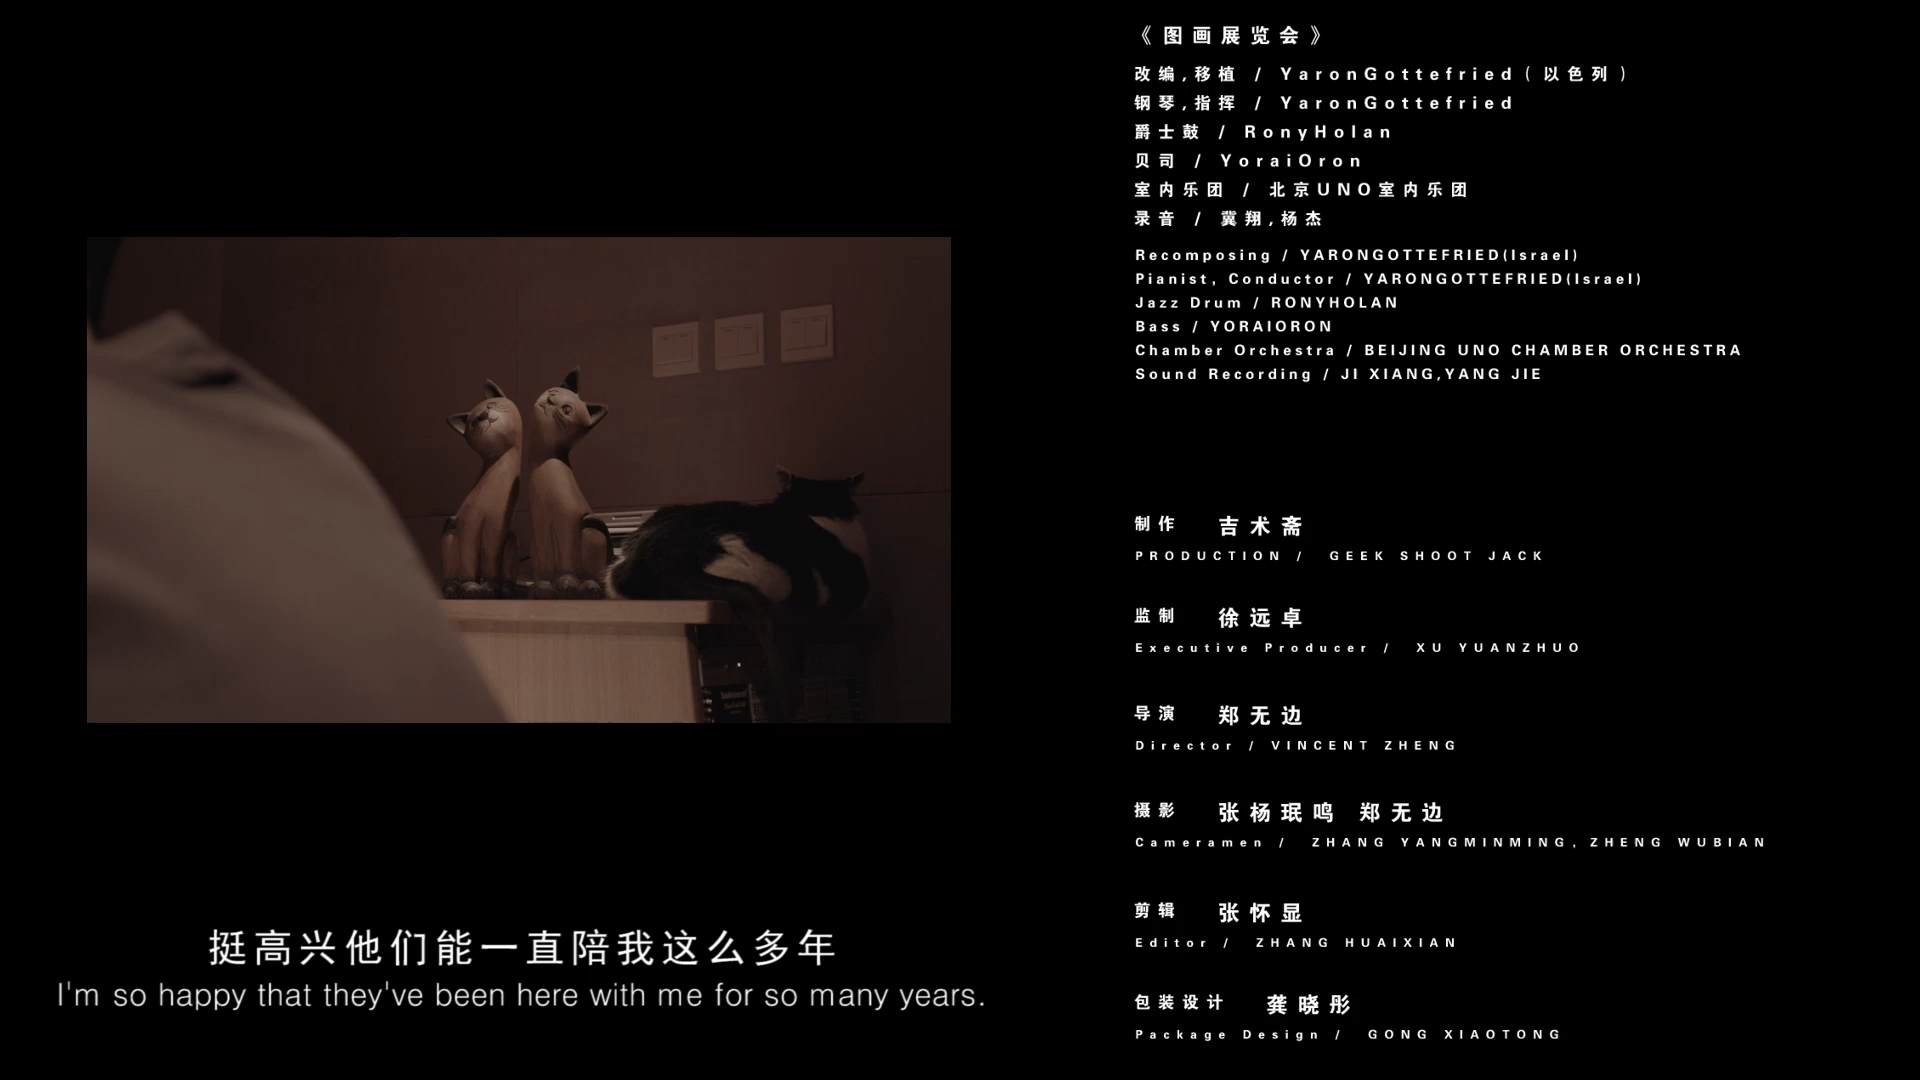 《图画展览会》
改编,移植 / YaronGottefried（以色列）
钢琴,指挥 / YaronGottefried
爵士鼓 / RonyHolan
贝司 / YoraiOron
室内乐团 / 北京UNO室内乐团
录音 / 冀翔,杨杰
Recomposing / YARONGOTTEFRIED(Israel)
Pianist, Conductor / YARONGOTTEFRIED(Israel)
Jazz Drum / RONYHOLAN
Bass / YORAIORON
Chamber Orchestra / BEIJING UNO CHAMBER ORCHESTRA
Sound Recording / JI XIANG,YANG JIE
制作 吉术斋
PRODUCTION / GEEK SHOOT JACK
监制 徐远卓
Executive Producer / XU YUANZHUO
导演 郑无边
Director / VINCENT ZHENG
摄影 张杨珉鸣 郑无边
Cameramen / ZHANG YANGMINMING, ZHENG WUBIAN
剪辑 张怀显
Editor / ZHANG HUAIXIAN
包装设计 龚晓彤
Package Design / GONG XIAOTONG
挺高兴他们能一直陪我这么多年
I'm so happy that they've been here with me for so many years.